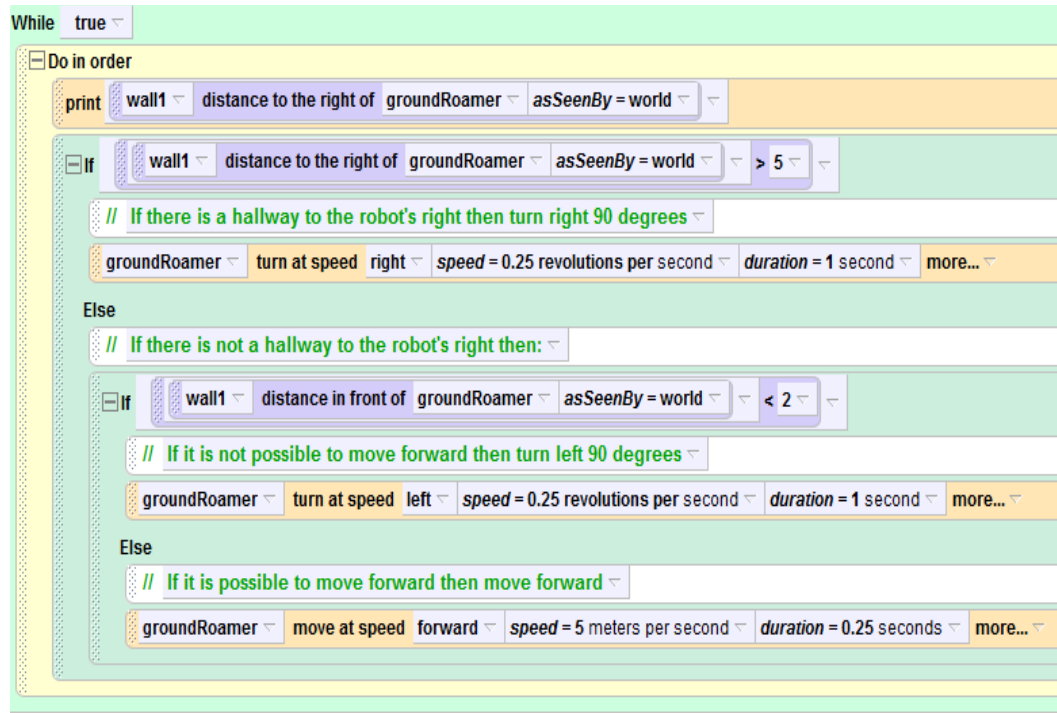 While true
Do in order
print wall1 distance to the right of groundRoamer asSeenBy = world
If wall1 distance to the right of groundRoamer asSeenBy = world > 5
// If there is a hallway to the robot's right then turn right 90 degrees
groundRoamer turn at speed right speed = 0.25 revolutions per second duration = 1 second more...
Else
// If there is not a hallway to the robot's right then:
If wall1 distance in front of groundRoamer asSeenBy = world < 2
// If it is not possible to move forward then turn left 90 degrees
groundRoamer turn at speed left speed = 0.25 revolutions per second duration = 1 second more...
Else
// If it is possible to move forward then move forward
groundRoamer move at speed forward speed = 5 meters per second duration = 0.25 seconds more...